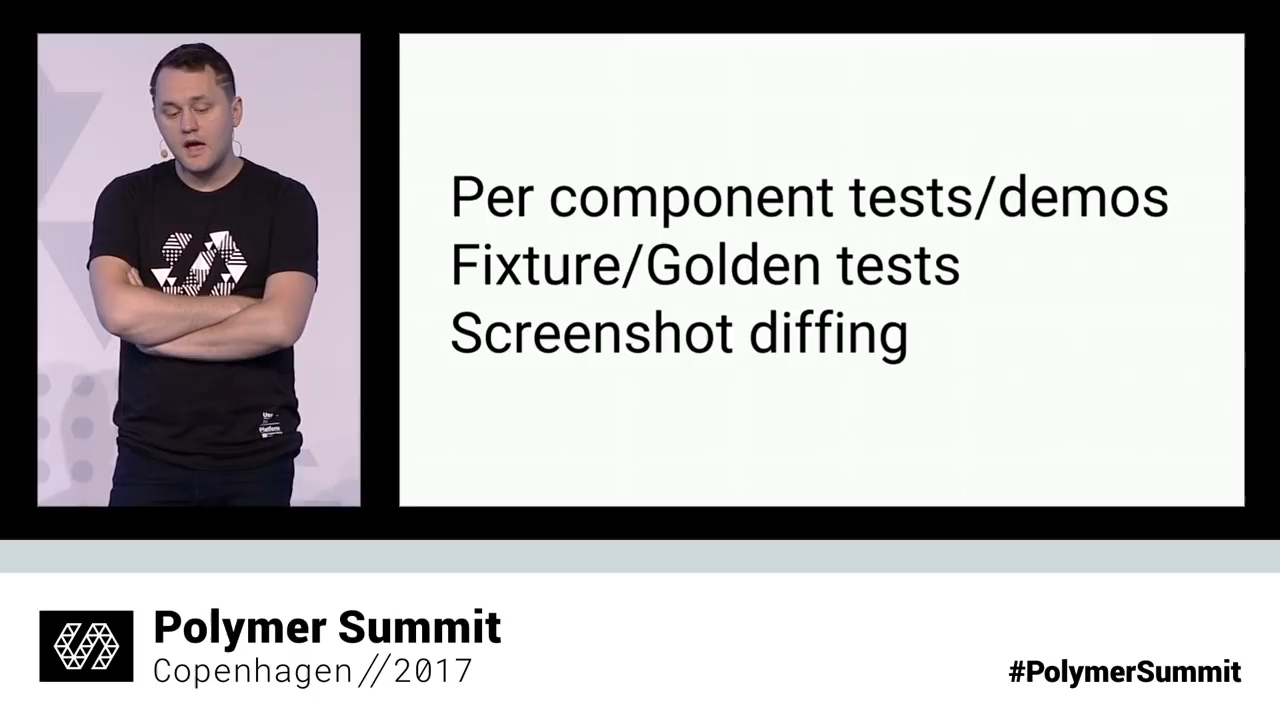 Per component tests/demos
Fixture/Golden tests
Screenshot diffing
Polymer Summit
Copenhagen//2017
#PolymerSummit